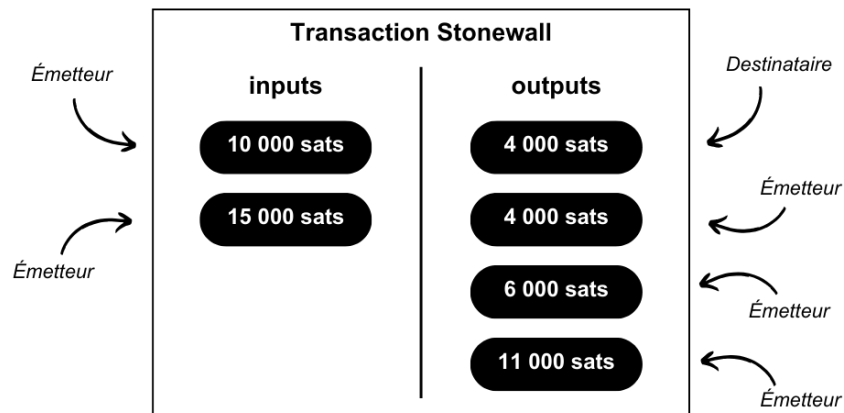 Transaction Stonewall
Émetteur
inputs
outputs
Destinataire
10 000 sats
4 000 sats
Émetteur
15 000 sats
4 000 sats
Émetteur
6 000 sats
Émetteur
11 000 sats
Émetteur